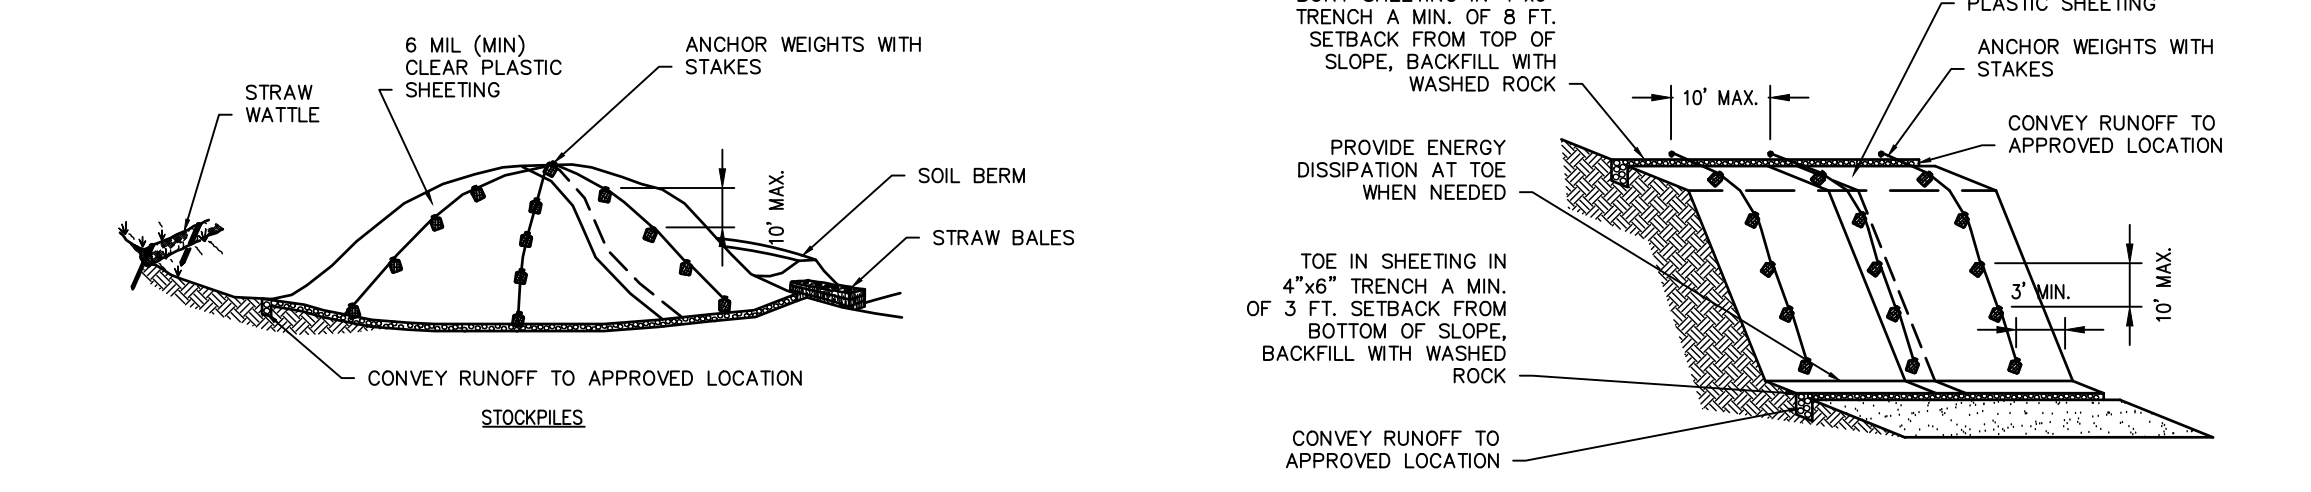 6 MIL (MIN)
CLEAR PLASTIC
SHEETING
ANCHOR WEIGHTS WITH
STAKES
STRAW
WATTLE
10' MAX.
SOIL BERM
STRAW BALES
CONVEY RUNOFF TO APPROVED LOCATION
STOCKPILES
TRENCH A MIN. OF 8 FT.
SETBACK FROM TOP OF
SLOPE, BACKFILL WITH
WASHED ROCK
PLASTIC SHEETING
ANCHOR WEIGHTS WITH
STAKES
10' MAX.
CONVEY RUNOFF TO
APPROVED LOCATION
PROVIDE ENERGY
DISSIPATION AT TOE
WHEN NEEDED
TOE IN SHEETING IN
4"x6" TRENCH A MIN.
OF 3 FT. SETBACK FROM
BOTTOM OF SLOPE,
BACKFILL WITH WASHED
ROCK
3' MIN.
10' MAX.
CONVEY RUNOFF TO
APPROVED LOCATION